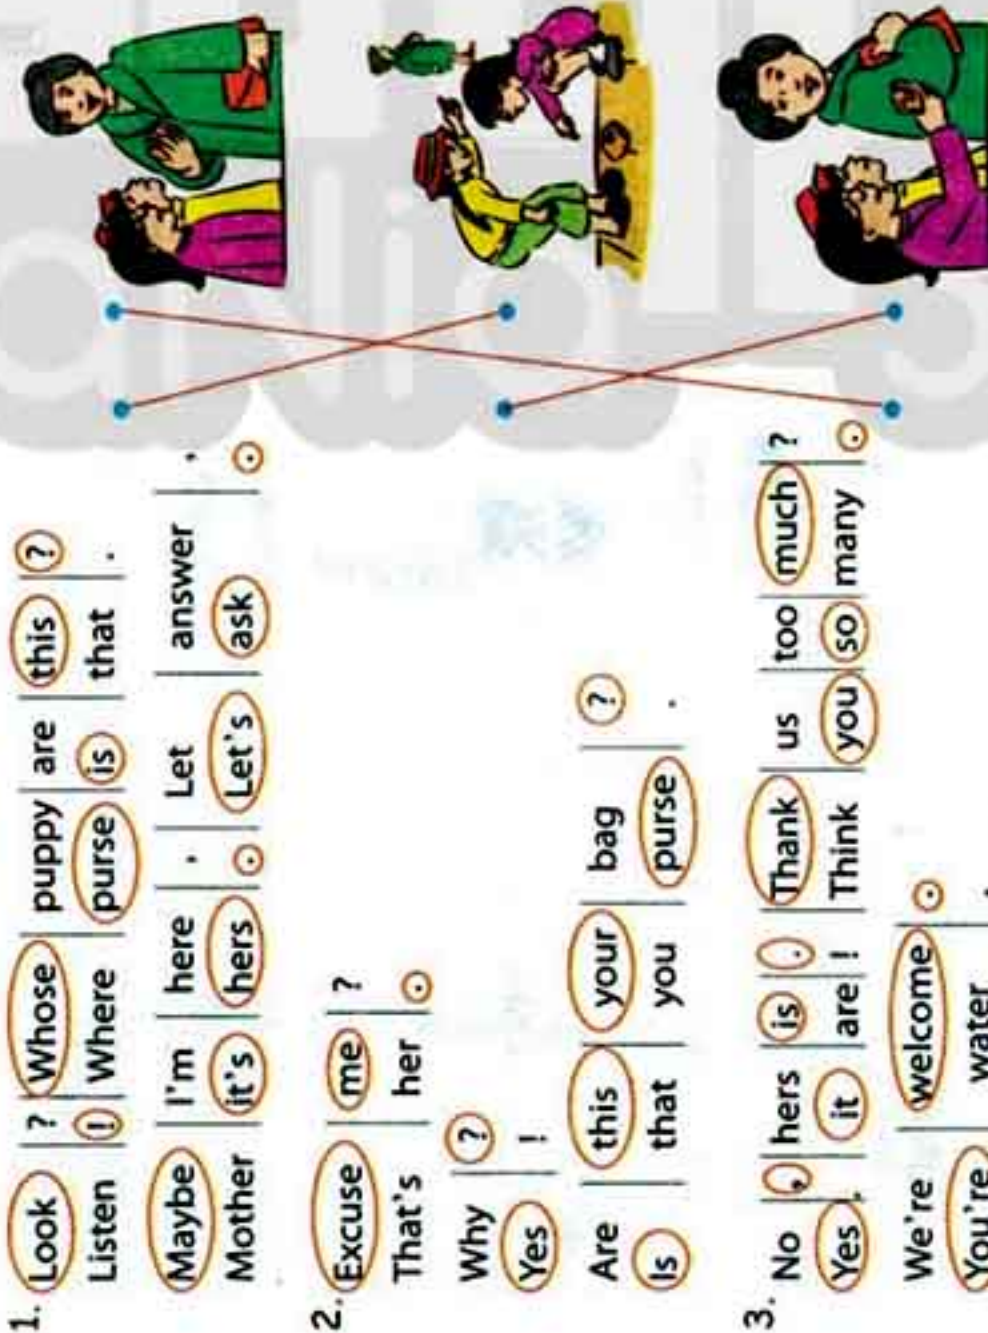 1. Look ? Whose puppy are this ?
Listen ! Where purse is that .
Maybe I'm here , Let answer ,
Mother it's hers . Let's ask .
2. Excuse me ?
That's her .
Why ?
Yes !
Are this your bag ?
Is that you purse .
3. No , hers is . Thank us too much ?
Yes , it are ! Think you so many .
We're welcome .
You're water .